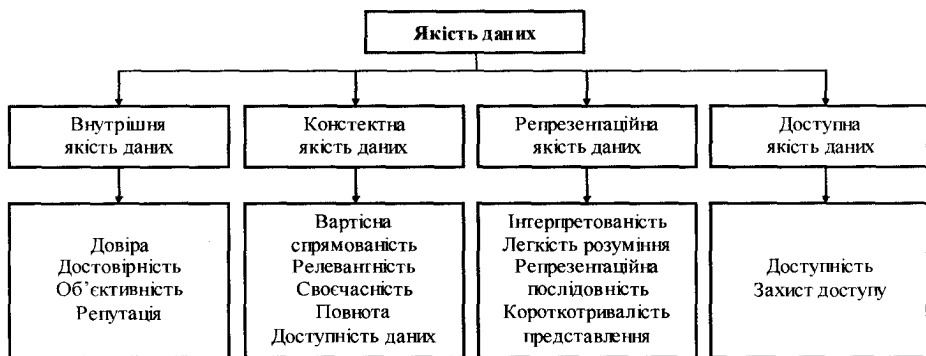 Якість даних
Внутрішня
якість даних
Констектна
якість даних
Репрезентаційна
якість даних
Доступна
якість даних
Довіра
Достовірність
Об’єктивність
Репутація
Вартісна
спрямованість
Релевантність
Своєчасність
Повнота
Доступність даних
Інтерпретованість
Легкість розуміння
Репрезентаційна
послідовність
Короткотривалість
представлення
Доступність
Захист доступу